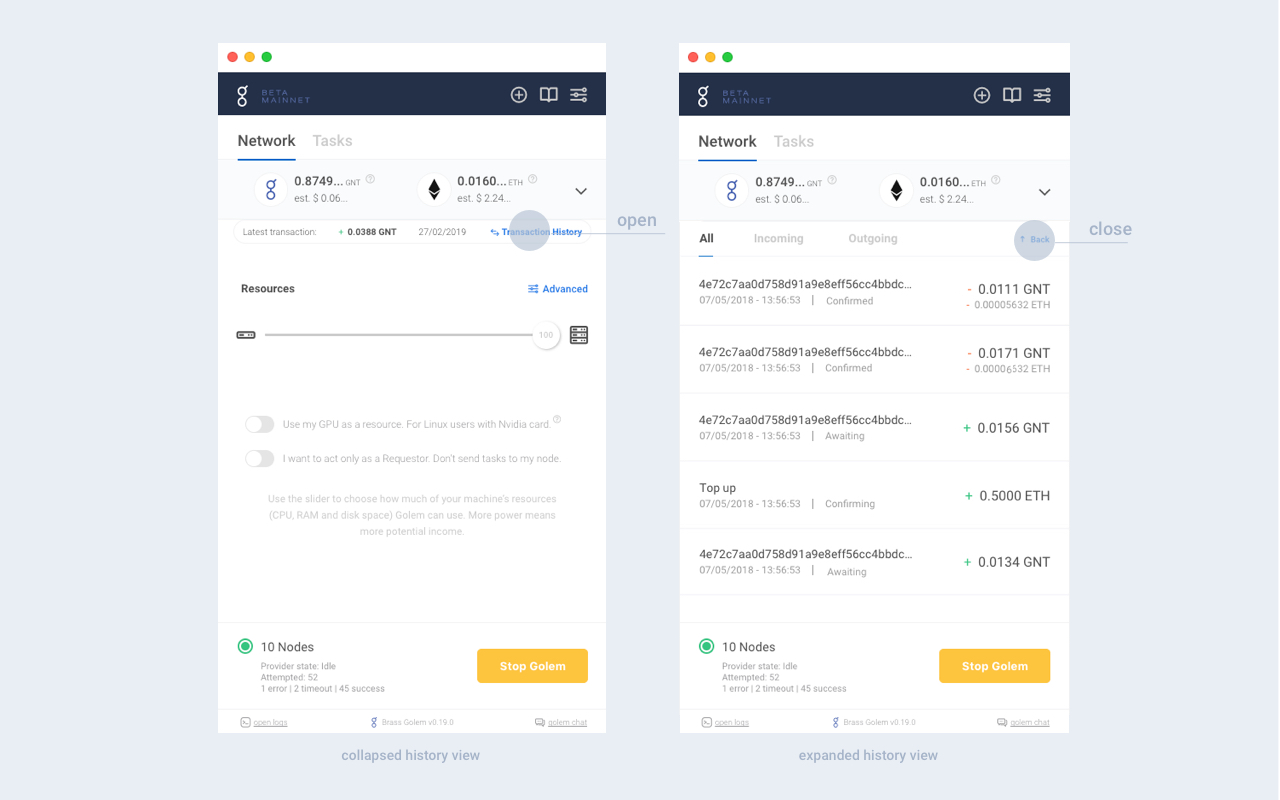 BETA
MAINNET
Network Tasks
0.8749... GNT ?
est. $ 0.06...
0.0160... ETH ?
est. $ 2.24...
Latest transaction: + 0.0388 GNT 27/02/2019 Transaction History
open
Resources Advanced
100
Use my GPU as a resource. For Linux users with Nvidia card. ?
I want to act only as a Requestor. Don't send tasks to my node.
Use the slider to choose how much of your machine's resources
(CPU, RAM and disk space) Golem can use. More power means
more potential income.
10 Nodes
Provider state: Idle
Attempted: 52
1 error | 2 timeout | 45 success
Stop Golem
open logs Brass Golem v0.19.0 golem chat
collapsed history view
BETA
MAINNET
Network Tasks
0.8749... GNT ?
est. $ 0.06...
0.0160... ETH ?
est. $ 2.24...
All Incoming Outgoing ↑ Back
close
4e72c7aa0d758d91a9e8eff56cc4bbdc...
07/05/2018 - 13:56:53 | Confirmed
- 0.0111 GNT
- 0.00005632 ETH
4e72c7aa0d758d91a9e8eff56cc4bbdc...
07/05/2018 - 13:56:53 | Confirmed
- 0.0171 GNT
- 0.00006532 ETH
4e72c7aa0d758d91a9e8eff56cc4bbdc...
07/05/2018 - 13:56:53 | Awaiting
+ 0.0156 GNT
Top up
07/05/2018 - 13:56:53 | Confirming
+ 0.5000 ETH
4e72c7aa0d758d91a9e8eff56cc4bbdc...
07/05/2018 - 13:56:53 | Awaiting
+ 0.0134 GNT
10 Nodes
Provider state: Idle
Attempted: 52
1 error | 2 timeout | 45 success
Stop Golem
open logs Brass Golem v0.19.0 golem chat
expanded history view